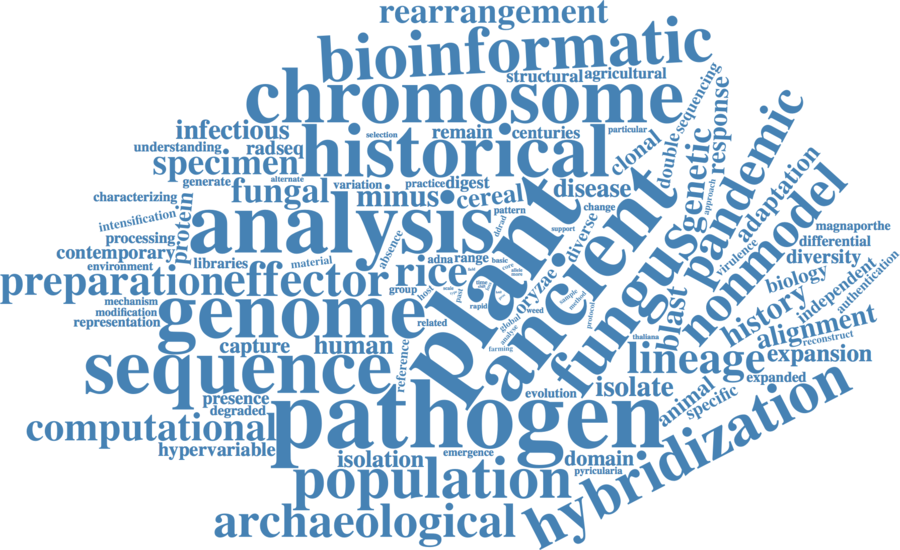 rearrangement
bioinformatic
structural
agricultural
chromosome
sequencing
double
response
infectious
selection
remain
centuries
particular
understanding
radseq
historical
clonal
genetic
pandemic
specimen
alternate
generate
fungal
variation
practice
digest
disease
approach
adaptation
characterizing
minus
cereal
pattern
change
nonmodel
intensification
protein
analysis
ddrad
support
diverse
virulence
magnaporthe
processing
absence
plant
ancient
fungus
differential
contemporary
libraries
material
adna
range
basic
diversity
environment
preparation
effector
rice
core
allele
oryzae
biology
independent
authentication
mechanism
group
host
sample
method
blast
history
modification
genome
rapid
weed
protocol
representation
related
global
analyse
alignment
reconstruct
capture
human
farming
thaliana
sequence
reference
lineage
expansion
presence
evolution
isolate
animal
expanded
degraded
specific
computational
pathogen
hybridization
hypervariable
isolation
emergence
domain
population
pyricularia
archaeological